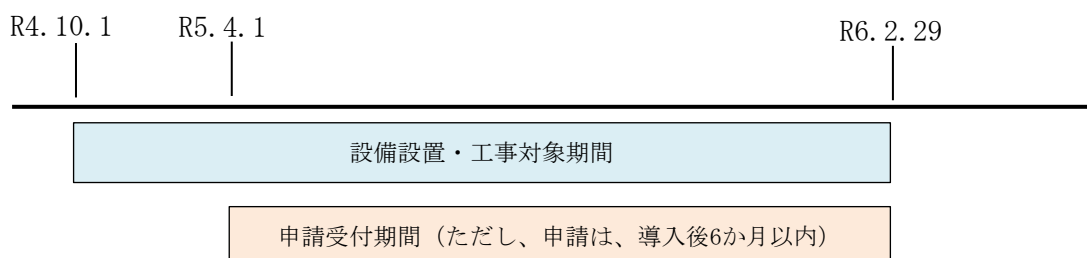 R4.10.1
R5.4.1
R6.2.29
設備設置・工事対象期間
申請受付期間（ただし、申請は、導入後6か月以内）